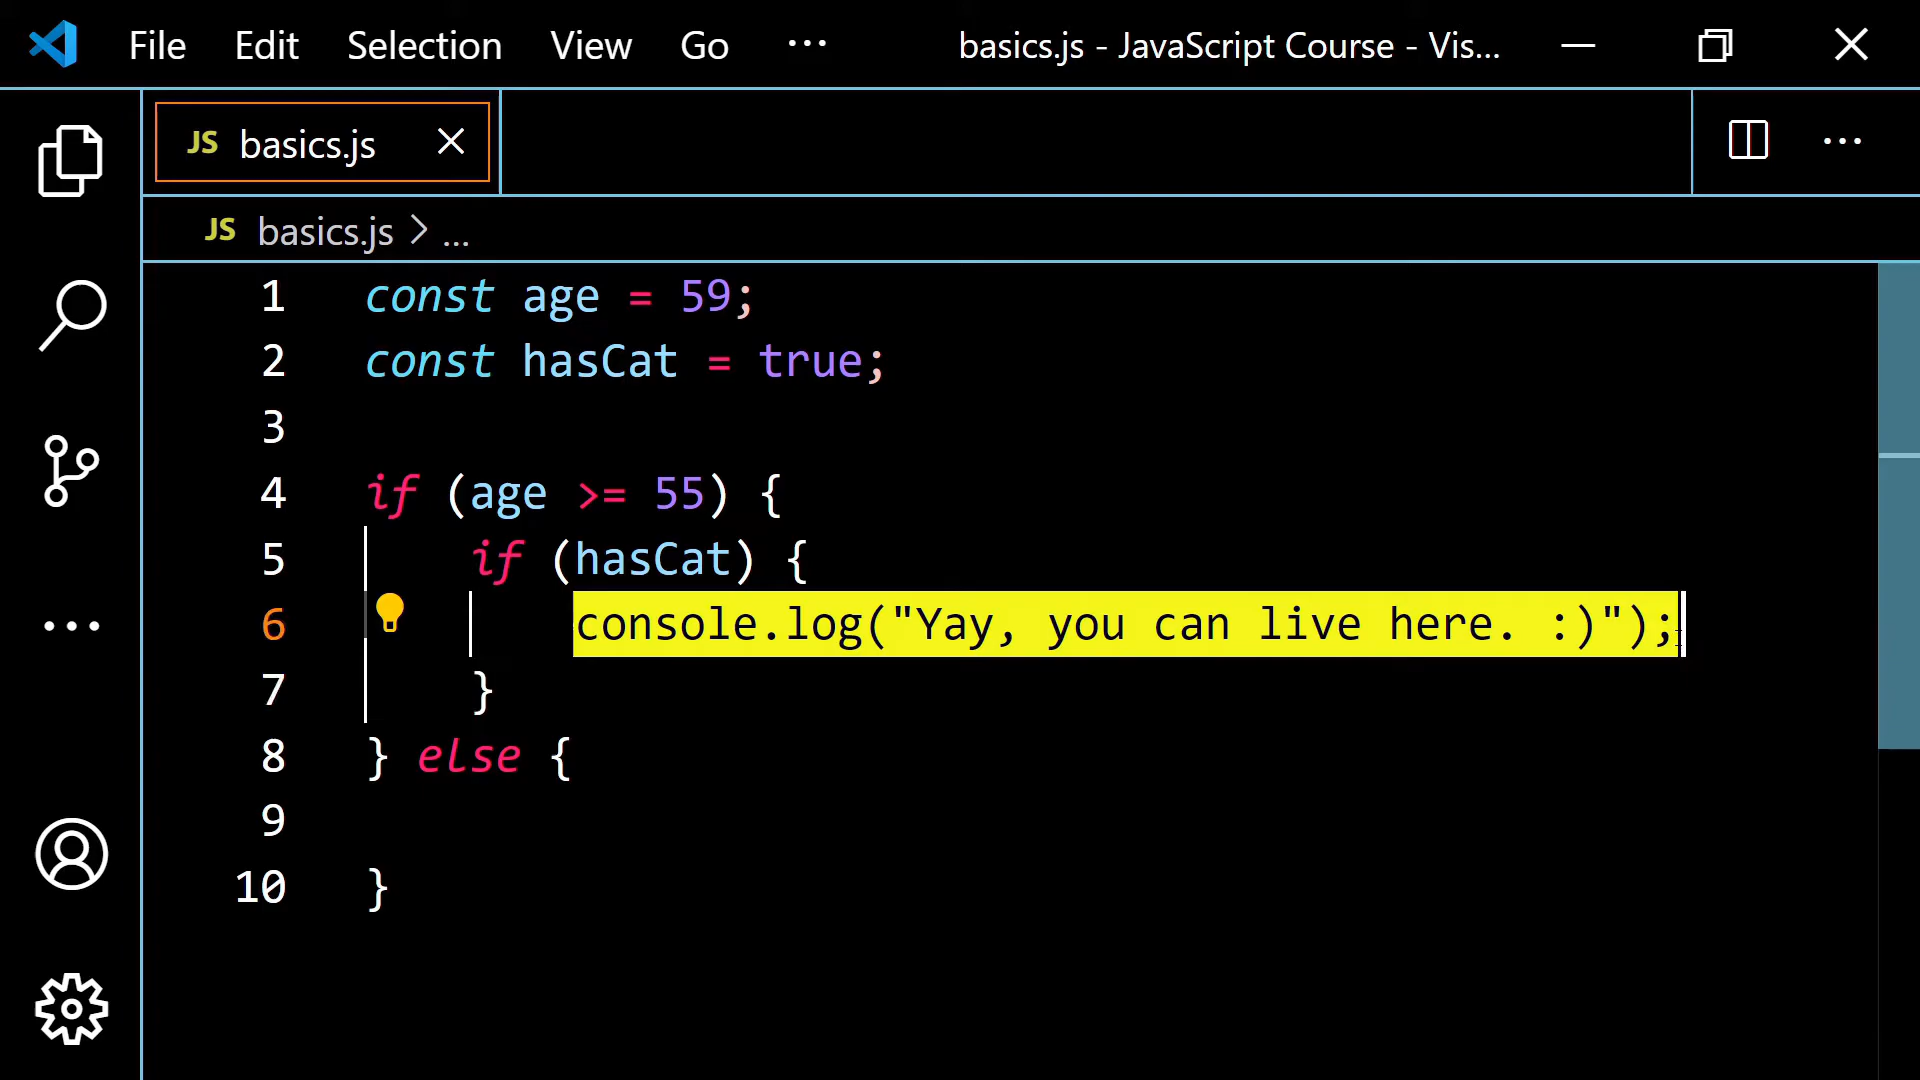 File Edit Selection View Go ··· basics.js - JavaScript Course - Vis...
JS basics.js
JS basics.js > ...
1 const age = 59;
2 const hasCat = true;
3
4 if (age >= 55) {
5 if (hasCat) {
6 console.log("Yay, you can live here. :)");
7 }
8 } else {
9
10 }